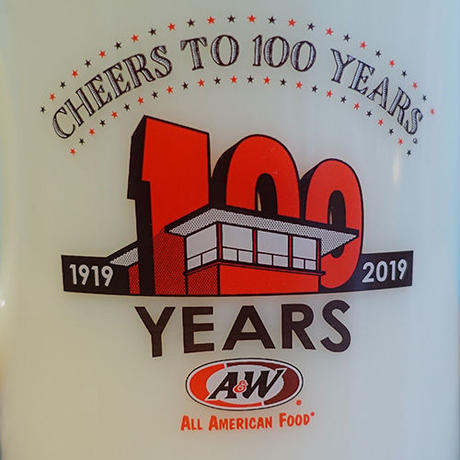 CHEERS TO 100 YEARS
100
1919 2019
YEARS
A&W®
ALL AMERICAN FOOD®